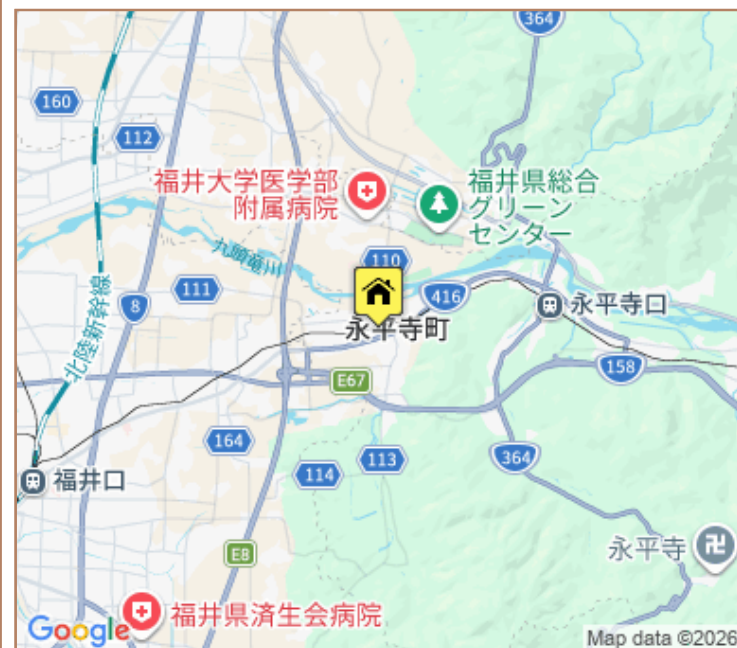 364
160
112
福井大学医学部
附属病院
福井県総合
グリーン
センター
九頭竜川
110
111
8
416
永平寺口
永平寺町
北陸新幹線
E67
158
164
114
113
364
福井口
E8
永平寺
福井県済生会病院
Google
Map data ©2026